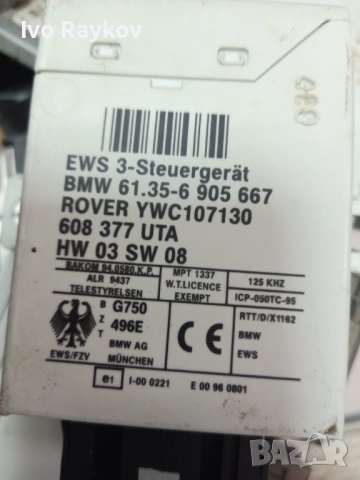 Ivo Raykov
EWS 3-Steuergerät
BMW 61.35-6 905 667
ROVER YWC107130
608 377 UTA
HW 03 SW 08
BAKOM 94.0580.K.P.
ALR 9437
TELESTYRELSEN
MPT 1337
W.T.LICENCE
EXEMPT
125 KHZ
ICP-050TC-95
EWS/FZV
B
Z
T
G750
496E
BMW AG
MÜNCHEN
CE
RTT/D/X1162
BMW
EWS
e1
I-00 0221
E 00 96 0801
BAZAR
bg